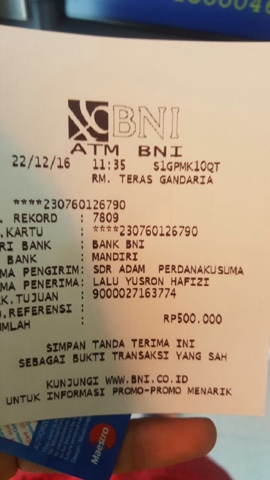 BNI
ATM BNI
22/12/16 11:35 S1GPMK10QT
RM. TERAS GANDARIA
****230760126790
. REKORD : 7809
.KARTU : ****230760126790
RI BANK : BANK BNI
BANK : MANDIRI
MA PENGIRIM: SDR ADAM PERDANAKUSUMA
MA PENERIMA: LALU YUSRON HAFIZI
K.TUJUAN : 9000027163774
.REFERENSI :
UMLAH : RP500.000
SIMPAN TANDA TERIMA INI
SEBAGAI BUKTI TRANSAKSI YANG SAH
KUNJUNGI WWW.BNI.CO.ID
UNTUK INFORMASI PROMO-PROMO MENARIK
Maestro